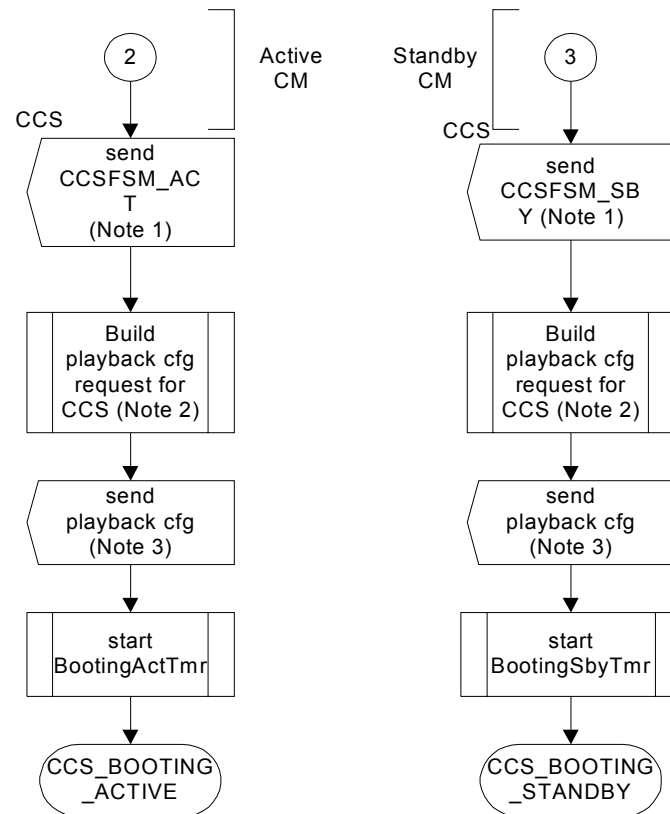 2
Active
CM
CCS
send
CCSFSM_AC
T
(Note 1)
Build
playback cfg
request for
CCS (Note 2)
send
playback cfg
(Note 3)
start
BootingActTmr
CCS_BOOTING
_ACTIVE
Standby
CM
3
CCS
send
CCSFSM_SB
Y (Note 1)
Build
playback cfg
request for
CCS (Note 2)
send
playback cfg
(Note 3)
start
BootingSbyTmr
CCS_BOOTING
_STANDBY